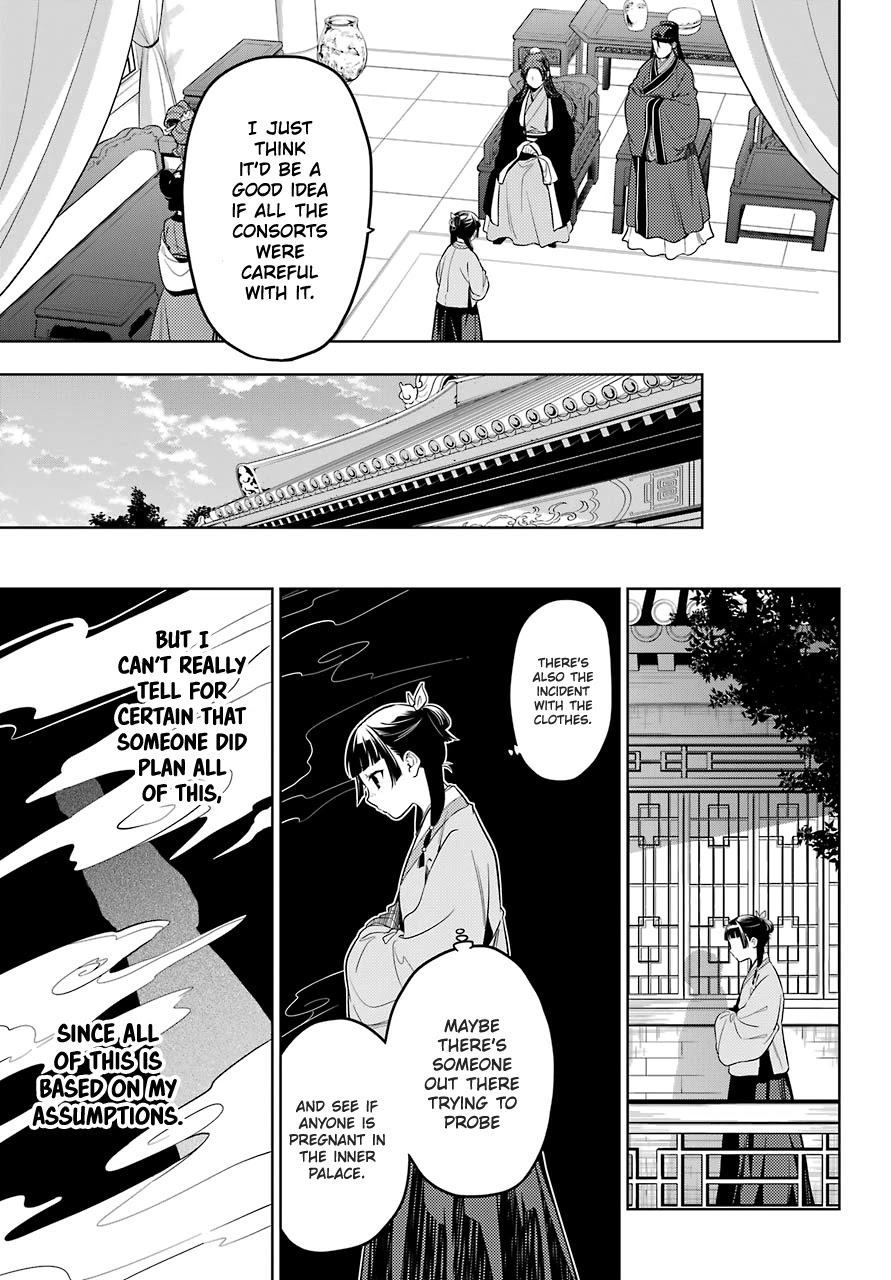 I JUST
THINK
IT'D BE A
GOOD IDEA
IF ALL THE
CONSORTS
WERE
CAREFUL
WITH IT.
THERE'S
ALSO THE
INCIDENT
WITH THE
CLOTHES.
MAYBE
THERE'S
SOMEONE
OUT THERE
TRYING TO
PROBE
AND SEE IF
ANYONE IS
PREGNANT IN
THE INNER
PALACE.
BUT I
CAN'T REALLY
TELL FOR
CERTAIN THAT
SOMEONE DID
PLAN ALL
OF THIS,
SINCE ALL
OF THIS IS
BASED ON MY
ASSUMPTIONS.